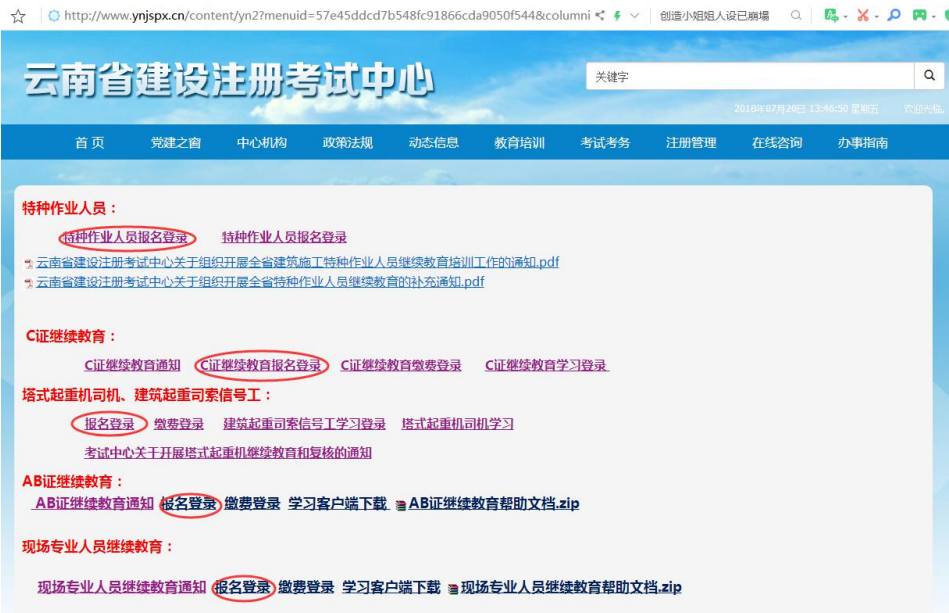 http://www.ynjspx.cn/content/yn2?menuid=57e45ddcd7b548fc91866cda9050f544&columni 创造小姐姐人设已崩塌
云南省建设注册考试中心
关键字
2018年07月20日 13:46:50 星期五 欢迎光临,
首 页 党建之窗 中心机构 政策法规 动态信息 教育培训 考试考务 注册管理 在线咨询 办事指南
特种作业人员：
特种作业人员报名登录 特种作业人员报名登录
云南省建设注册考试中心关于组织开展全省建筑施工特种作业人员继续教育培训工作的通知.pdf
云南省建设注册考试中心关于组织开展全省特种作业人员继续教育的补充通知.pdf
C证继续教育：
C证继续教育通知 C证继续教育报名登录 C证继续教育缴费登录 C证继续教育学习登录
塔式起重机司机、建筑起重司索信号工：
报名登录 缴费登录 建筑起重司索信号工学习登录 塔式起重机司机学习
考试中心关于开展塔式起重机继续教育和复核的通知
AB证继续教育：
AB证继续教育通知 报名登录 缴费登录 学习客户端下载 AB证继续教育帮助文档.zip
现场专业人员继续教育：
现场专业人员继续教育通知 报名登录 缴费登录 学习客户端下载 现场专业人员继续教育帮助文档.zip